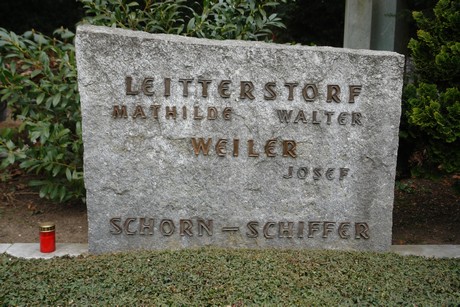 LEITTERSTORF
MATHILDE WALTER
WEILER
JOSEF
SCHORN – SCHIFFER